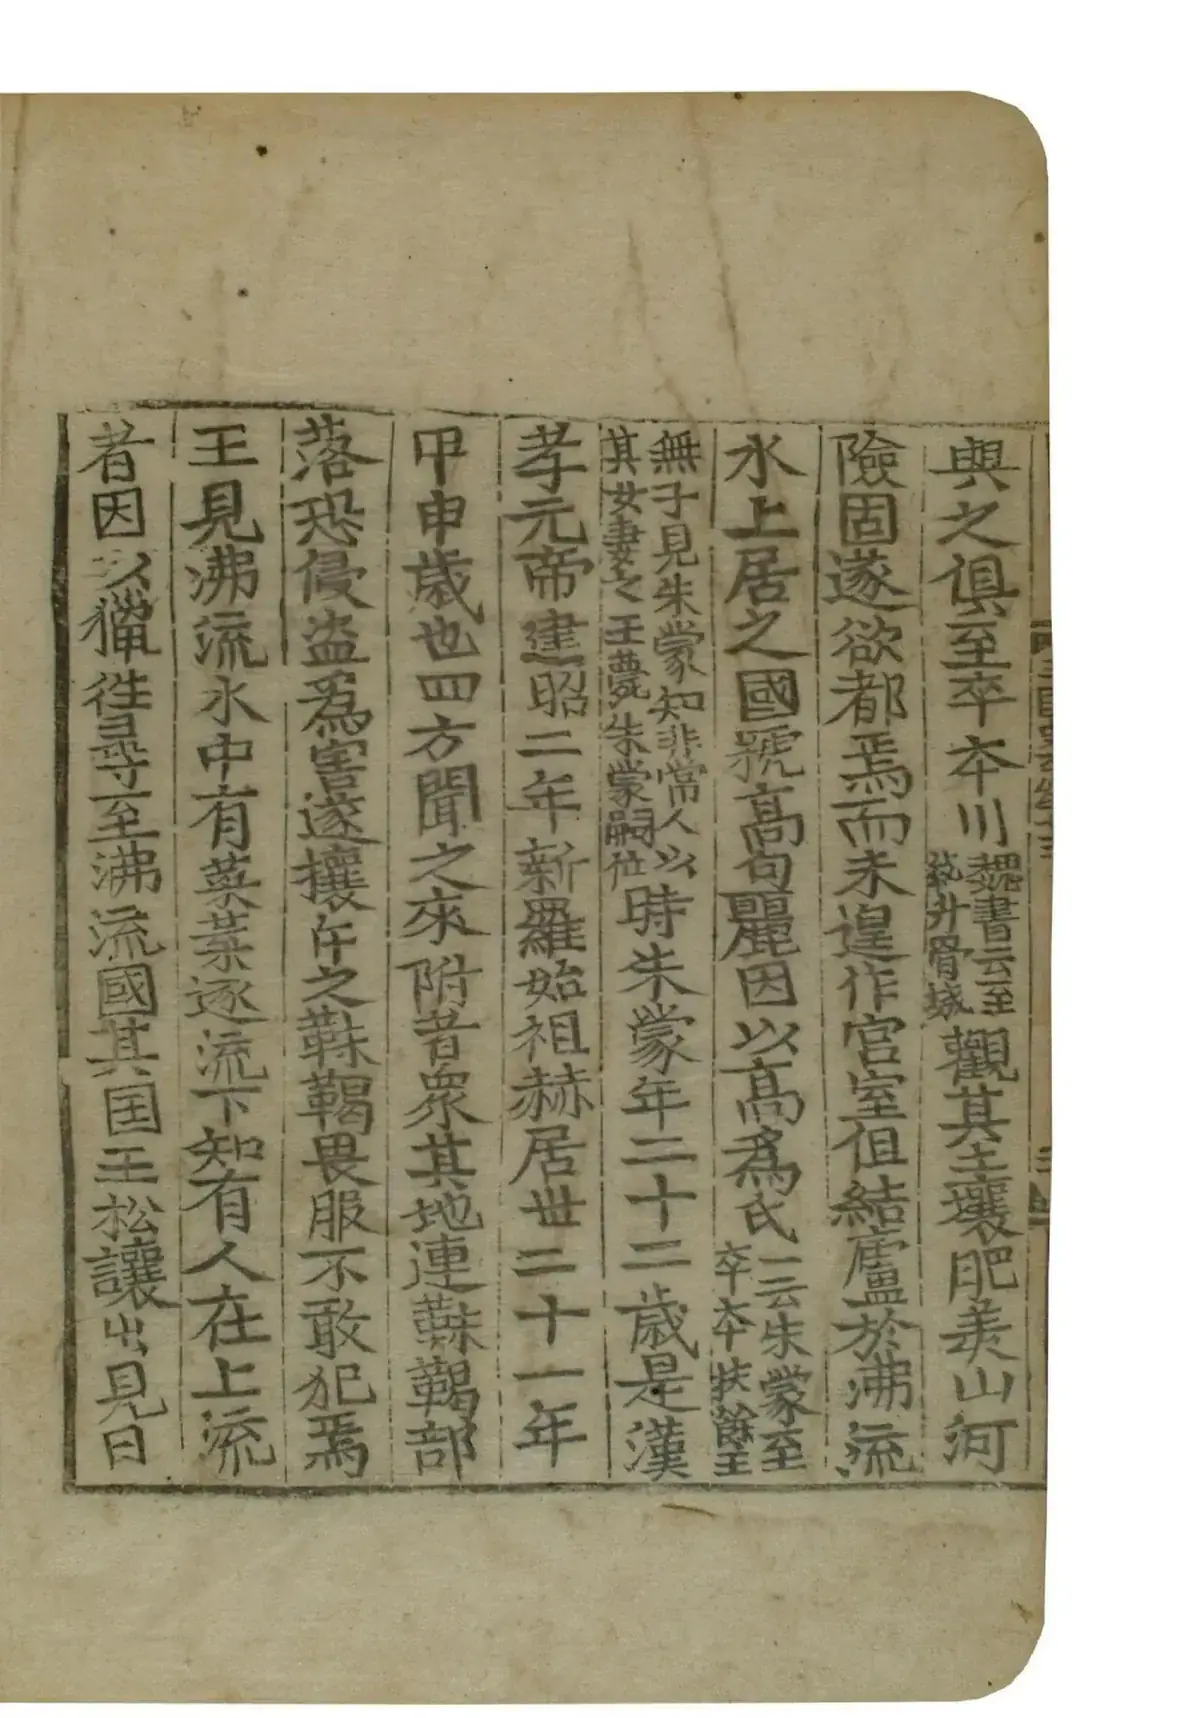 與之俱至卒夲川魏書云至紇升骨城觀其土壤肥美山河
險固遂欲都焉而未遑作宮室伹結廬於沸流
水上居之國號髙句麗因以髙爲氏一云朱蒙至卒夲扶餘王
無子見朱蒙知非常人以其女妻之王薨朱蒙嗣位時朱蒙年二十二歲是漢
孝元帝建昭二年新羅始祖赫居世二十一年
甲申歲也四方聞之來附者衆其地連靺鞨部
落恐侵盜爲害遂攘斥之靺鞨畏服不敢犯焉
王見沸流水中有菜葉逐流下知有人在上流
者因以獵徃尋至沸流國其国王松讓出見曰